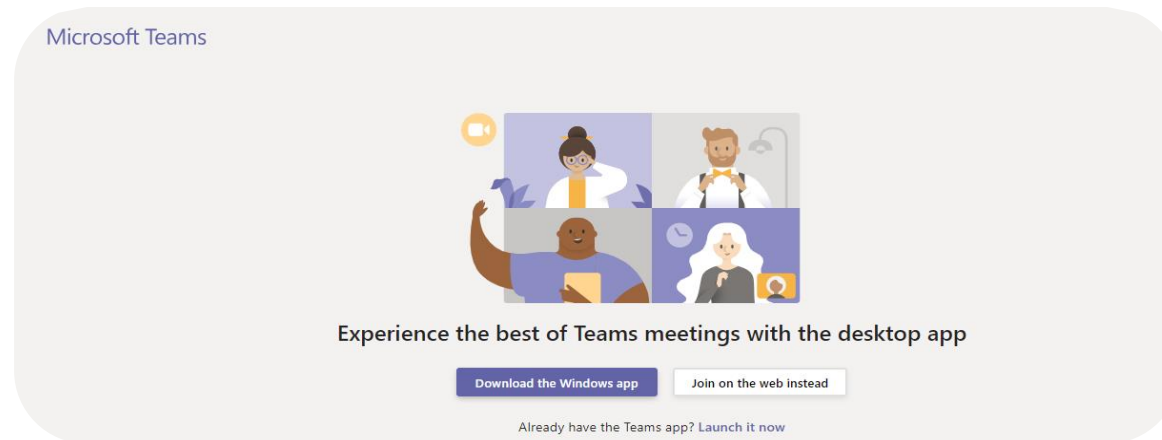 Microsoft Teams
Experience the best of Teams meetings with the desktop app
Download the Windows app
Join on the web instead
Already have the Teams app? Launch it now